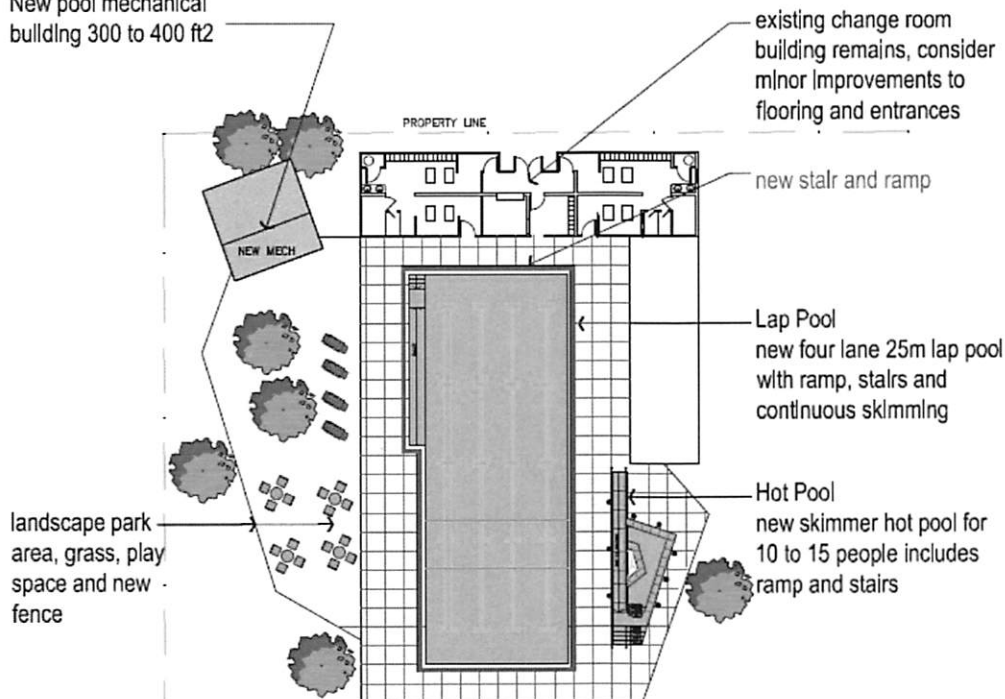 New pool mechanical
building 300 to 400 ft2
existing change room
building remains, consider
minor improvements to
flooring and entrances
PROPERTY LINE
new stair and ramp
NEW MECH
Lap Pool
new four lane 25m lap pool
with ramp, stairs and
continuous skimming
Hot Pool
new skimmer hot pool for
10 to 15 people includes
ramp and stairs
landscape park
area, grass, play
space and new
fence